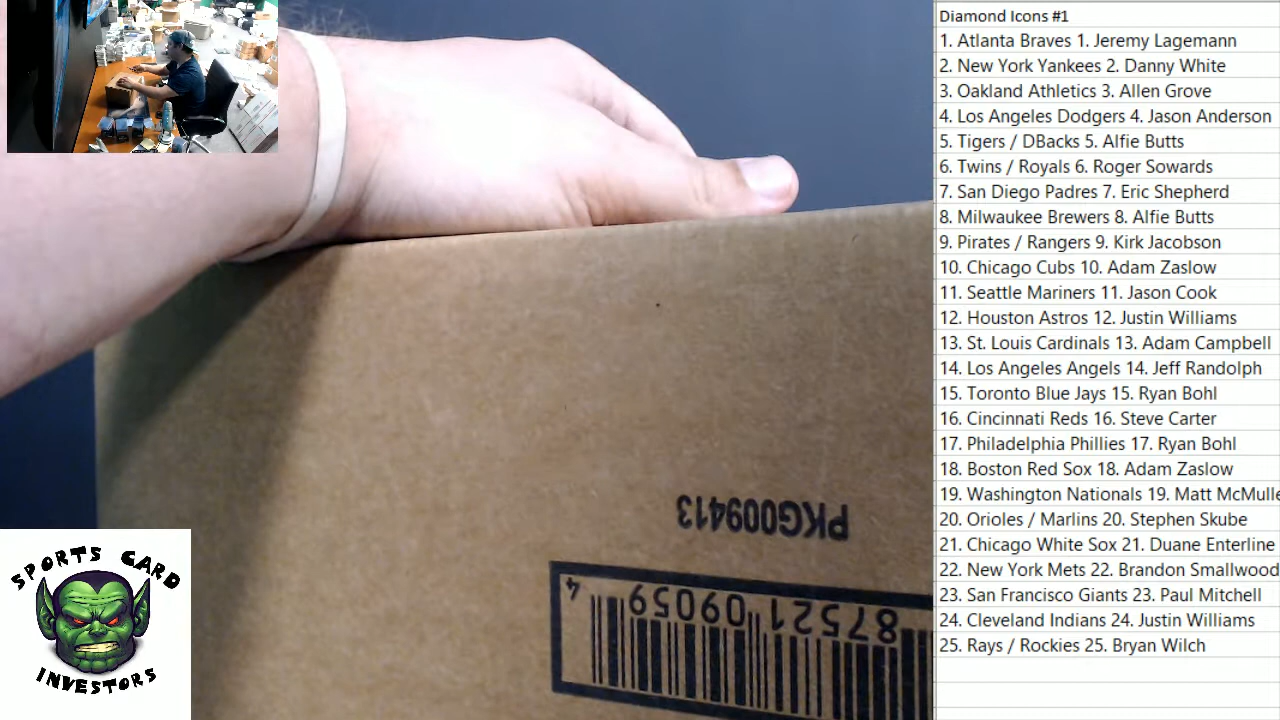 Diamond Icons #1
1. Atlanta Braves 1. Jeremy Lagemann
2. New York Yankees 2. Danny White
3. Oakland Athletics 3. Allen Grove
4. Los Angeles Dodgers 4. Jason Anderson
5. Tigers / DBacks 5. Alfie Butts
6. Twins / Royals 6. Roger Sowards
7. San Diego Padres 7. Eric Shepherd
8. Milwaukee Brewers 8. Alfie Butts
9. Pirates / Rangers 9. Kirk Jacobson
10. Chicago Cubs 10. Adam Zaslow
11. Seattle Mariners 11. Jason Cook
12. Houston Astros 12. Justin Williams
13. St. Louis Cardinals 13. Adam Campbell
14. Los Angeles Angels 14. Jeff Randolph
15. Toronto Blue Jays 15. Ryan Bohl
16. Cincinnati Reds 16. Steve Carter
17. Philadelphia Phillies 17. Ryan Bohl
18. Boston Red Sox 18. Adam Zaslow
19. Washington Nationals 19. Matt McMulle
20. Orioles / Marlins 20. Stephen Skube
21. Chicago White Sox 21. Duane Enterline
22. New York Mets 22. Brandon Smallwood
23. San Francisco Giants 23. Paul Mitchell
24. Cleveland Indians 24. Justin Williams
25. Rays / Rockies 25. Bryan Wilch
PKG009413
87521 09059 4
SPORTS CARD
INVESTORS